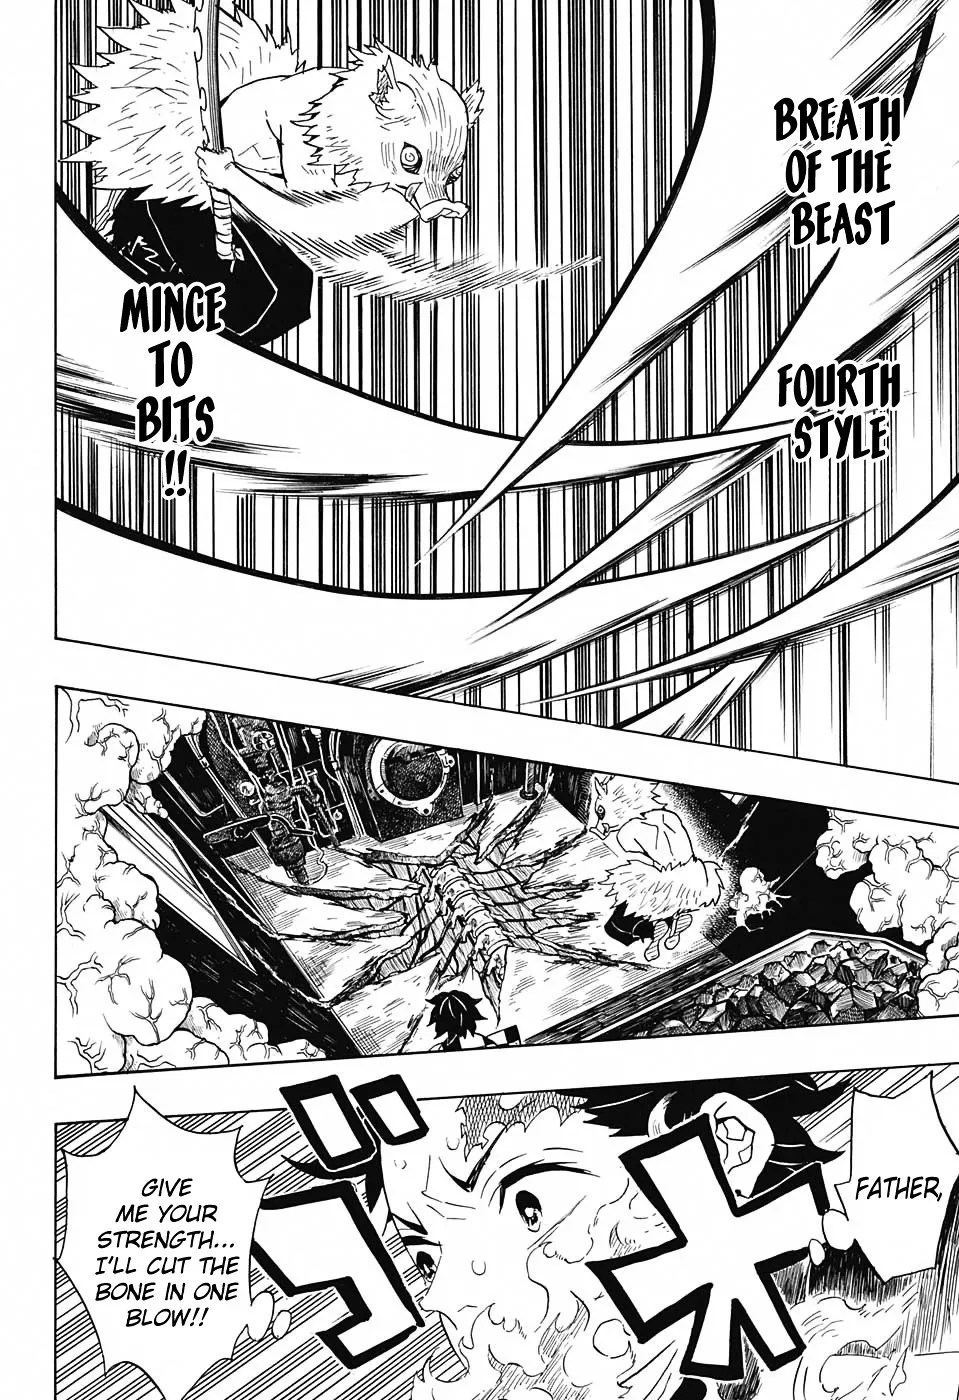 BREATH
OF THE
BEAST
FOURTH
STYLE
MINCE
TO
BITS
!!
FATHER,
GIVE
ME YOUR
STRENGTH...
I'LL CUT THE
BONE IN ONE
BLOW!!